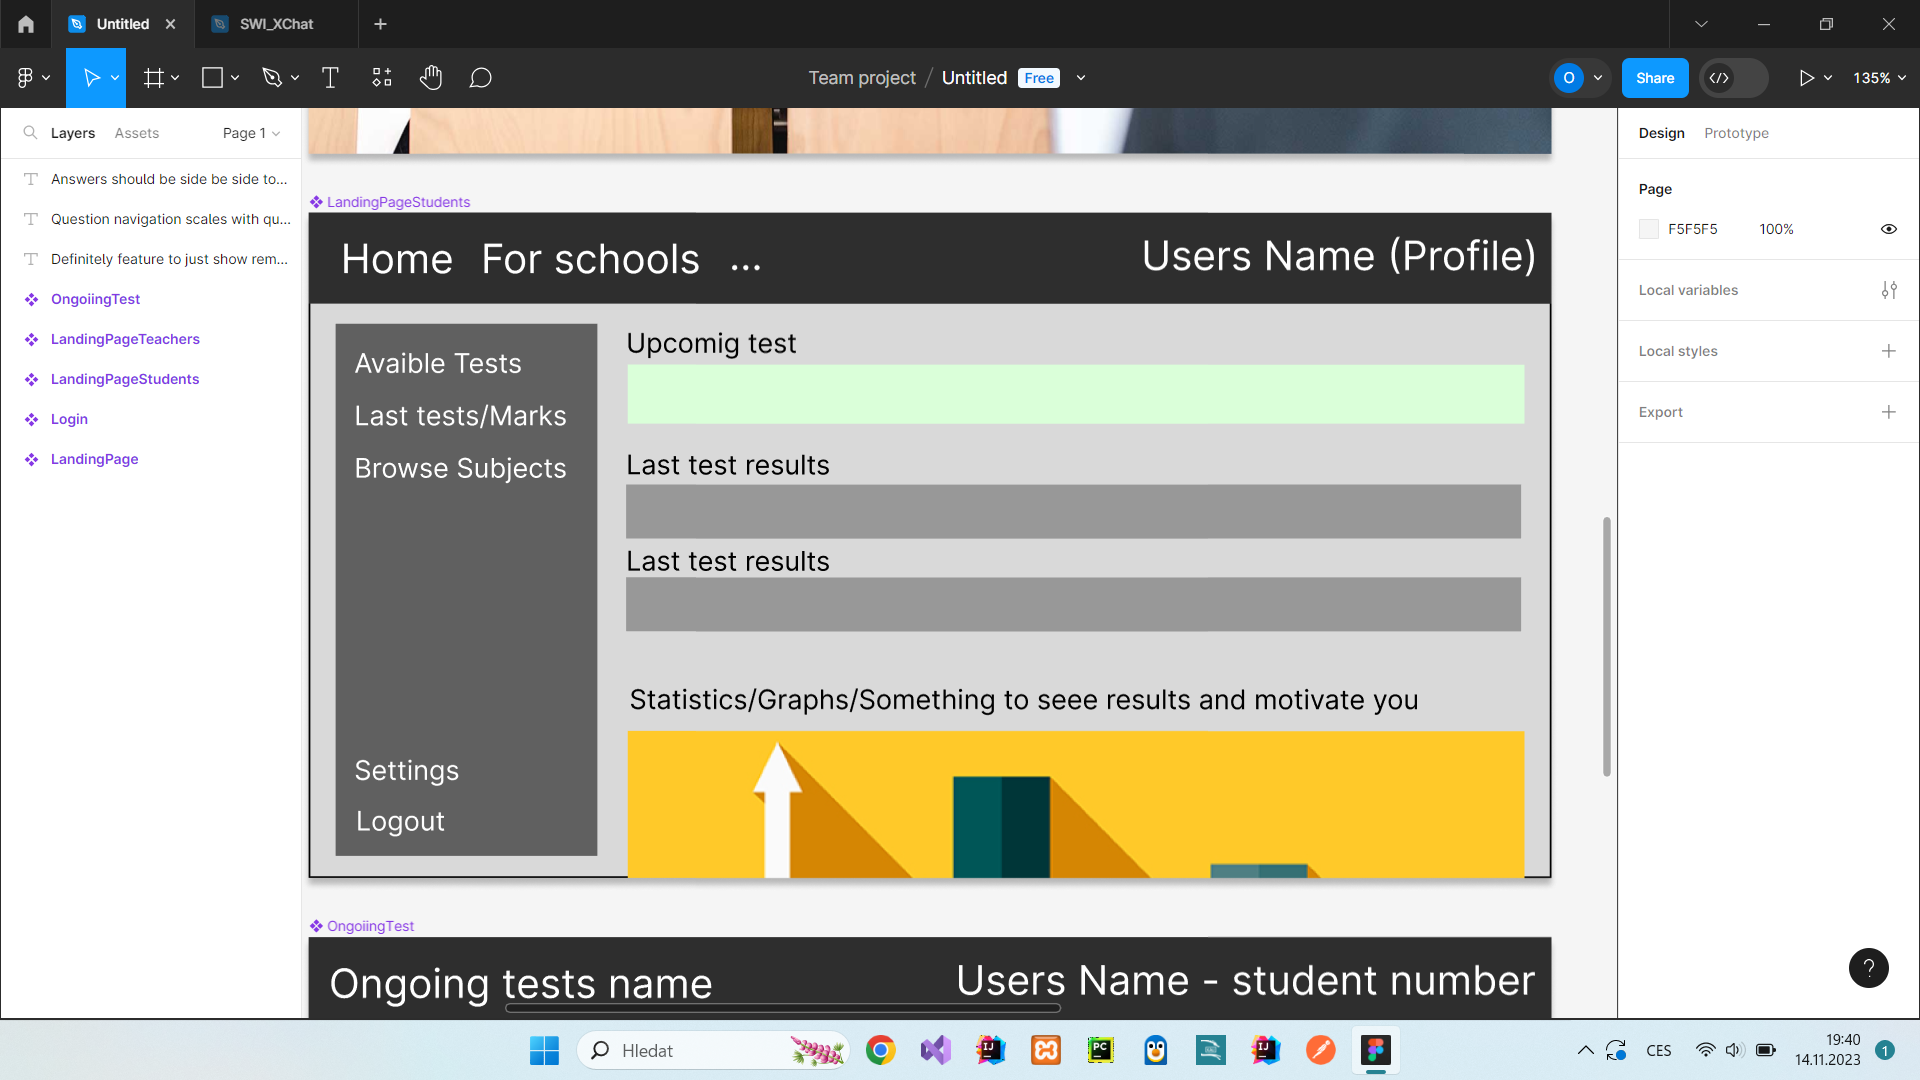 Untitled
SWI_XChat
Team project / Untitled Free
O
Share
135%
Layers
Assets
Page 1
Answers should be side be side to...
Question navigation scales with qu...
Definitely feature to just show rem...
OngoiingTest
LandingPageTeachers
LandingPageStudents
Login
LandingPage
LandingPageStudents
Home For schools ...
Users Name (Profile)
Avaible Tests
Last tests/Marks
Browse Subjects
Settings
Logout
Upcomig test
Last test results
Last test results
Statistics/Graphs/Something to seee results and motivate you
OngoiingTest
Ongoing tests name
Users Name - student number
Design
Prototype
Page
F5F5F5
100%
Local variables
Local styles
Export
?
Hledat
IJ
PC
IJ
CES
19:40
14.11.2023
1